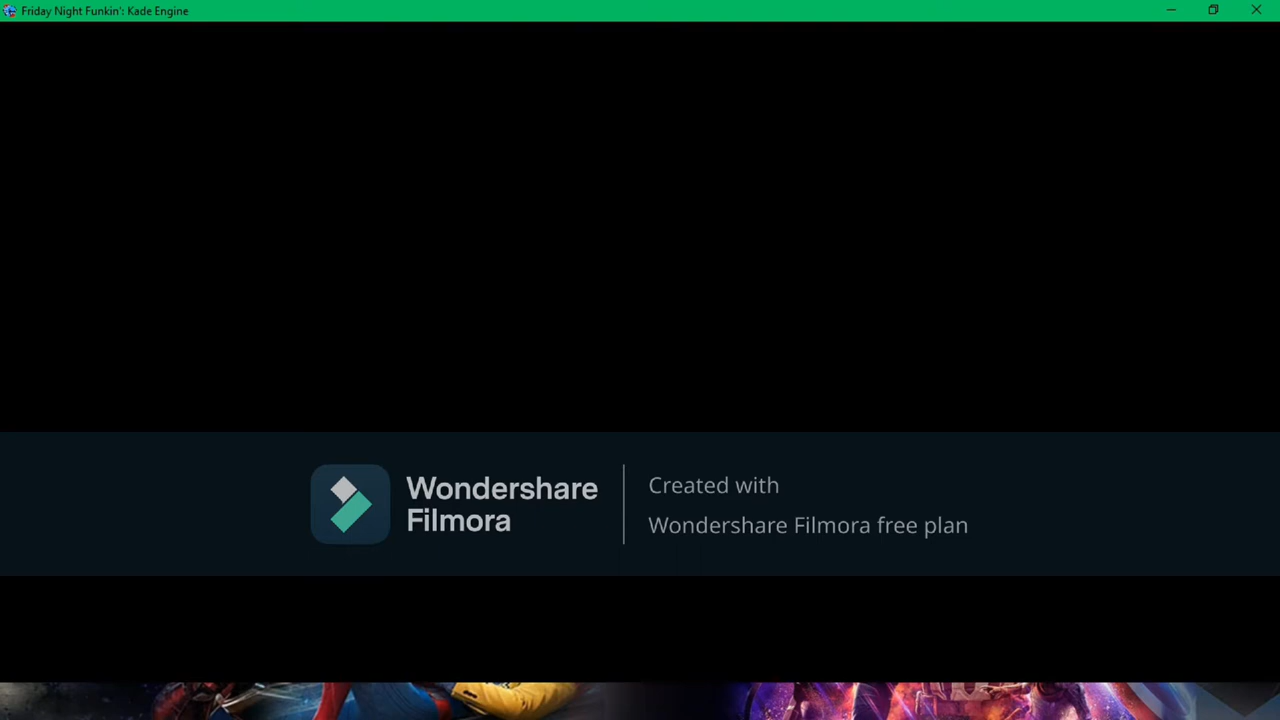 Friday Night Funkin': Kade Engine
Wondershare
Filmora
Created with
Wondershare Filmora free plan